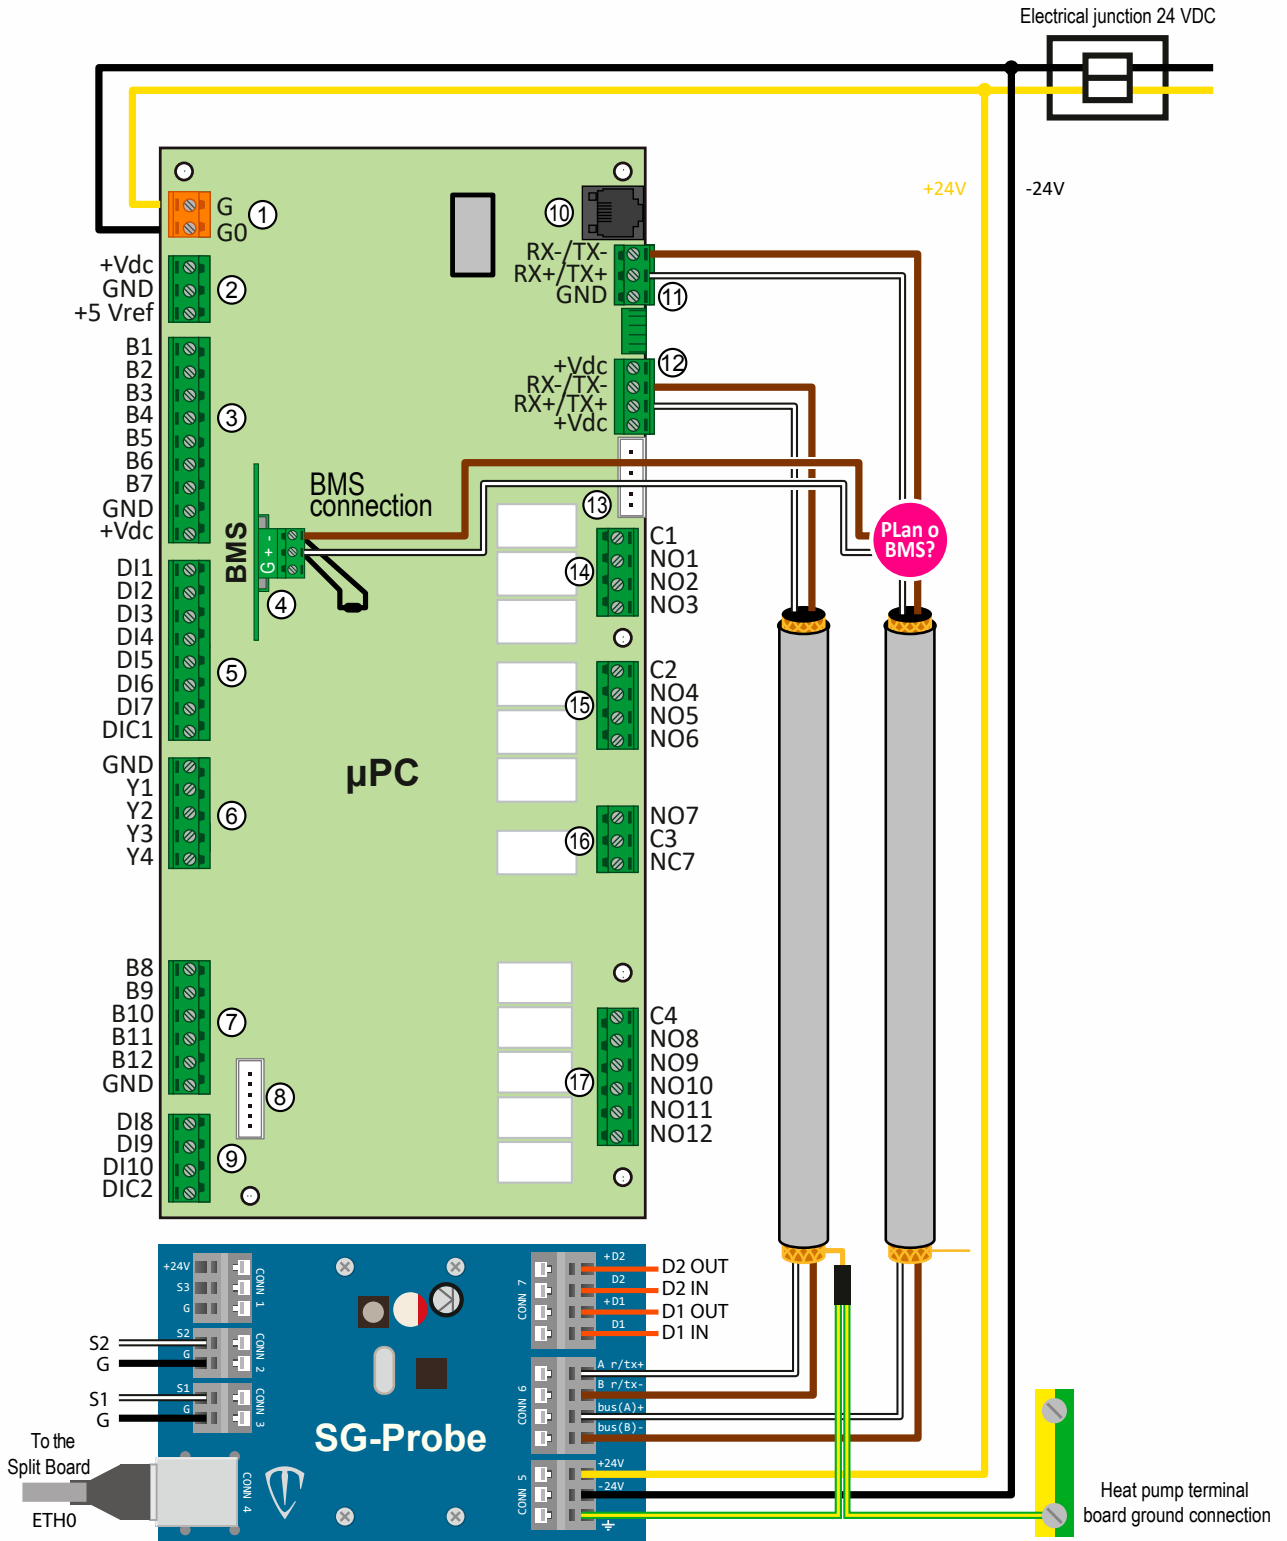 Electrical junction 24 VDC
+24V
-24V
G
1
G0
10
+Vdc
GND
2
+5 Vref
RX-/TX-
RX+/TX+
GND
11
B1
B2
B3
B4
3
B5
B6
B7
GND
+Vdc
12
+Vdc
RX-/TX-
RX+/TX+
+Vdc
13
BMS
connection
BMS
G + -
4
PLan o
BMS?
DI1
DI2
DI3
DI4
DI5
5
DI6
DI7
DIC1
C1
NO1
14
NO2
NO3
C2
NO4
15
NO5
NO6
GND
Y1
Y2
6
Y3
Y4
µPC
NO7
16
C3
NC7
B8
B9
B10
7
B11
B12
GND
8
DI8
DI9
9
DI10
DIC2
C4
NO8
NO9
17
NO10
NO11
NO12
+24V
S3
G
CONN 1
S2
S2
G
G
CONN 2
S1
S1
G
G
CONN 3
To the
Split Board
ETH0
CONN 4
SG-Probe
+D2
D2 OUT
D2
D2 IN
+D1
D1 OUT
D1
D1 IN
CONN 7
A r/tx+
B r/tx-
bus(A)+
bus(B)-
CONN 6
+24V
-24V
CONN 5
Heat pump terminal
board ground connection